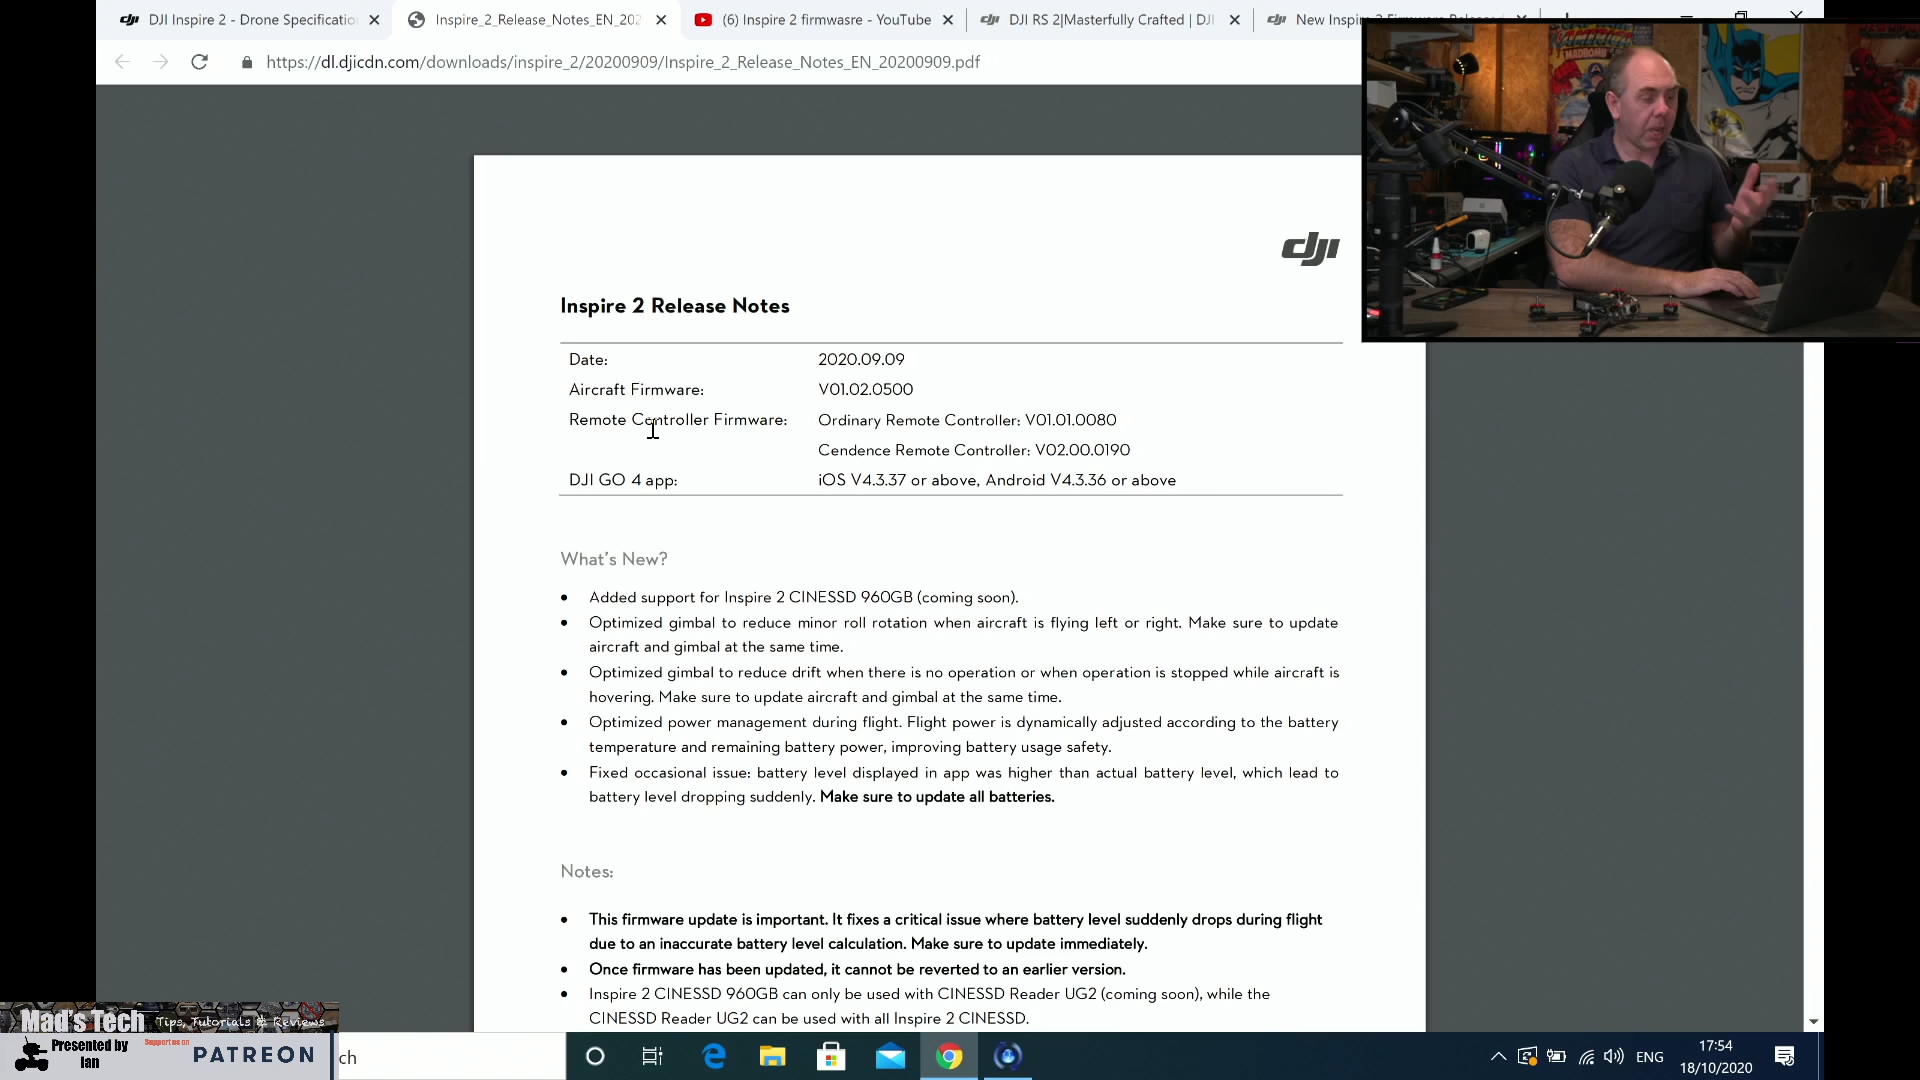 DJI Inspire 2 - Drone Specificatio
Inspire_2_Release_Notes_EN_202
(6) Inspire 2 firmwasre - YouTube
DJI RS 2|Masterfully Crafted | DJI
New Inspire 2 Firmware Release
https://dl.djicdn.com/downloads/inspire_2/20200909/Inspire_2_Release_Notes_EN_20200909.pdf
dji
Inspire 2 Release Notes
Date: 2020.09.09
Aircraft Firmware: V01.02.0500
Remote Controller Firmware: Ordinary Remote Controller: V01.01.0080
Cendence Remote Controller: V02.00.0190
DJI GO 4 app: iOS V4.3.37 or above, Android V4.3.36 or above
What's New?
• Added support for Inspire 2 CINESSD 960GB (coming soon).
• Optimized gimbal to reduce minor roll rotation when aircraft is flying left or right. Make sure to update
aircraft and gimbal at the same time.
• Optimized gimbal to reduce drift when there is no operation or when operation is stopped while aircraft is
hovering. Make sure to update aircraft and gimbal at the same time.
• Optimized power management during flight. Flight power is dynamically adjusted according to the battery
temperature and remaining battery power, improving battery usage safety.
• Fixed occasional issue: battery level displayed in app was higher than actual battery level, which lead to
battery level dropping suddenly. Make sure to update all batteries.
Notes:
• This firmware update is important. It fixes a critical issue where battery level suddenly drops during flight
due to an inaccurate battery level calculation. Make sure to update immediately.
• Once firmware has been updated, it cannot be reverted to an earlier version.
• Inspire 2 CINESSD 960GB can only be used with CINESSD Reader UG2 (coming soon), while the
CINESSD Reader UG2 can be used with all Inspire 2 CINESSD.
Mad's Tech Tips, Tutorials & Reviews
Presented by
Ian
Support us on
PATREON
ch
ENG
17:54
18/10/2020